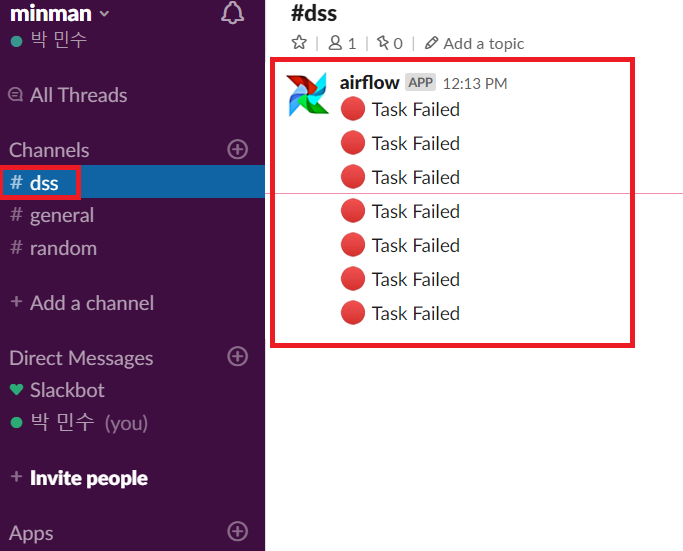 minman
박 민수
All Threads
Channels
# dss
# general
# random
+ Add a channel
Direct Messages
Slackbot
박 민수 (you)
+ Invite people
Apps
#dss
1 | 0 | Add a topic
airflow APP 12:13 PM
Task Failed
Task Failed
Task Failed
Task Failed
Task Failed
Task Failed
Task Failed